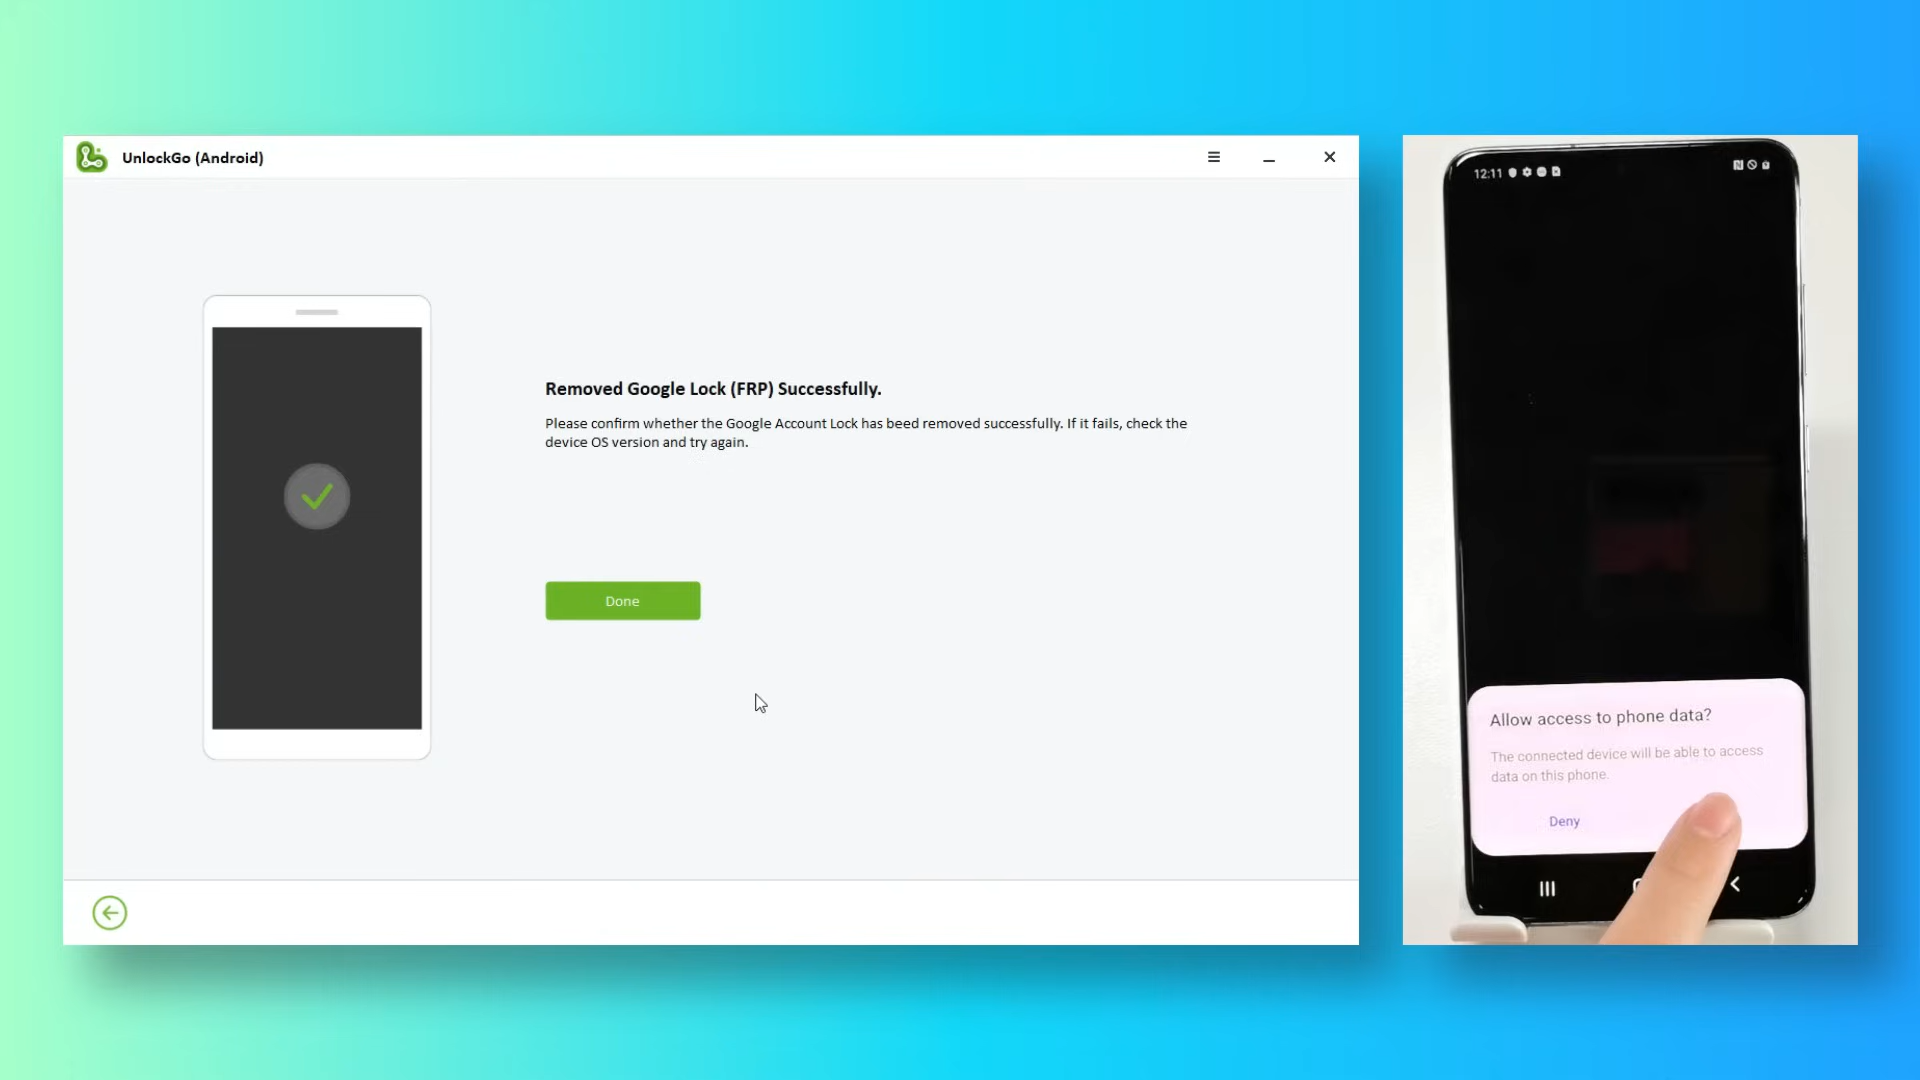 UnlockGo (Android)
Removed Google Lock (FRP) Successfully.
Please confirm whether the Google Account Lock has beed removed successfully. If it fails, check the
device OS version and try again.
Done
12:11
Allow access to phone data?
The connected device will be able to access
data on this phone.
Deny